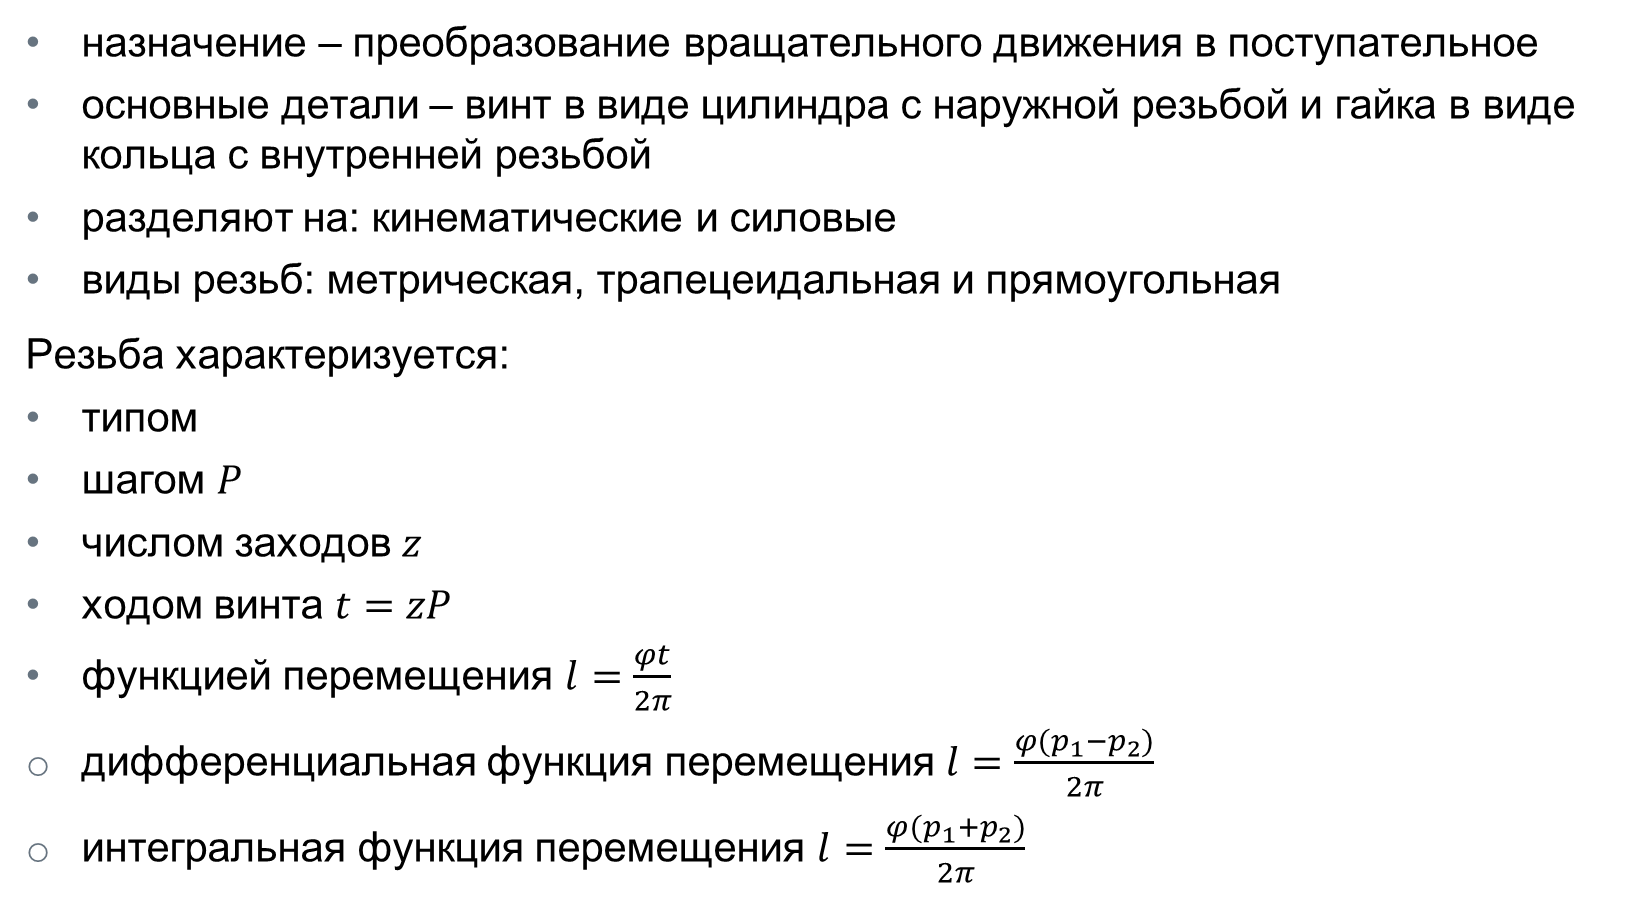 • назначение – преобразование вращательного движения в поступательное
• основные детали – винт в виде цилиндра с наружной резьбой и гайка в виде
кольца с внутренней резьбой
• разделяют на: кинематические и силовые
• виды резьб: метрическая, трапецеидальная и прямоугольная
Резьба характеризуется:
• типом
• шагом P
• числом заходов z
• ходом винта t = zP
• функцией перемещения l = φt/2π
○ дифференциальная функция перемещения l = φ(p₁−p₂)/2π
○ интегральная функция перемещения l = φ(p₁+p₂)/2π